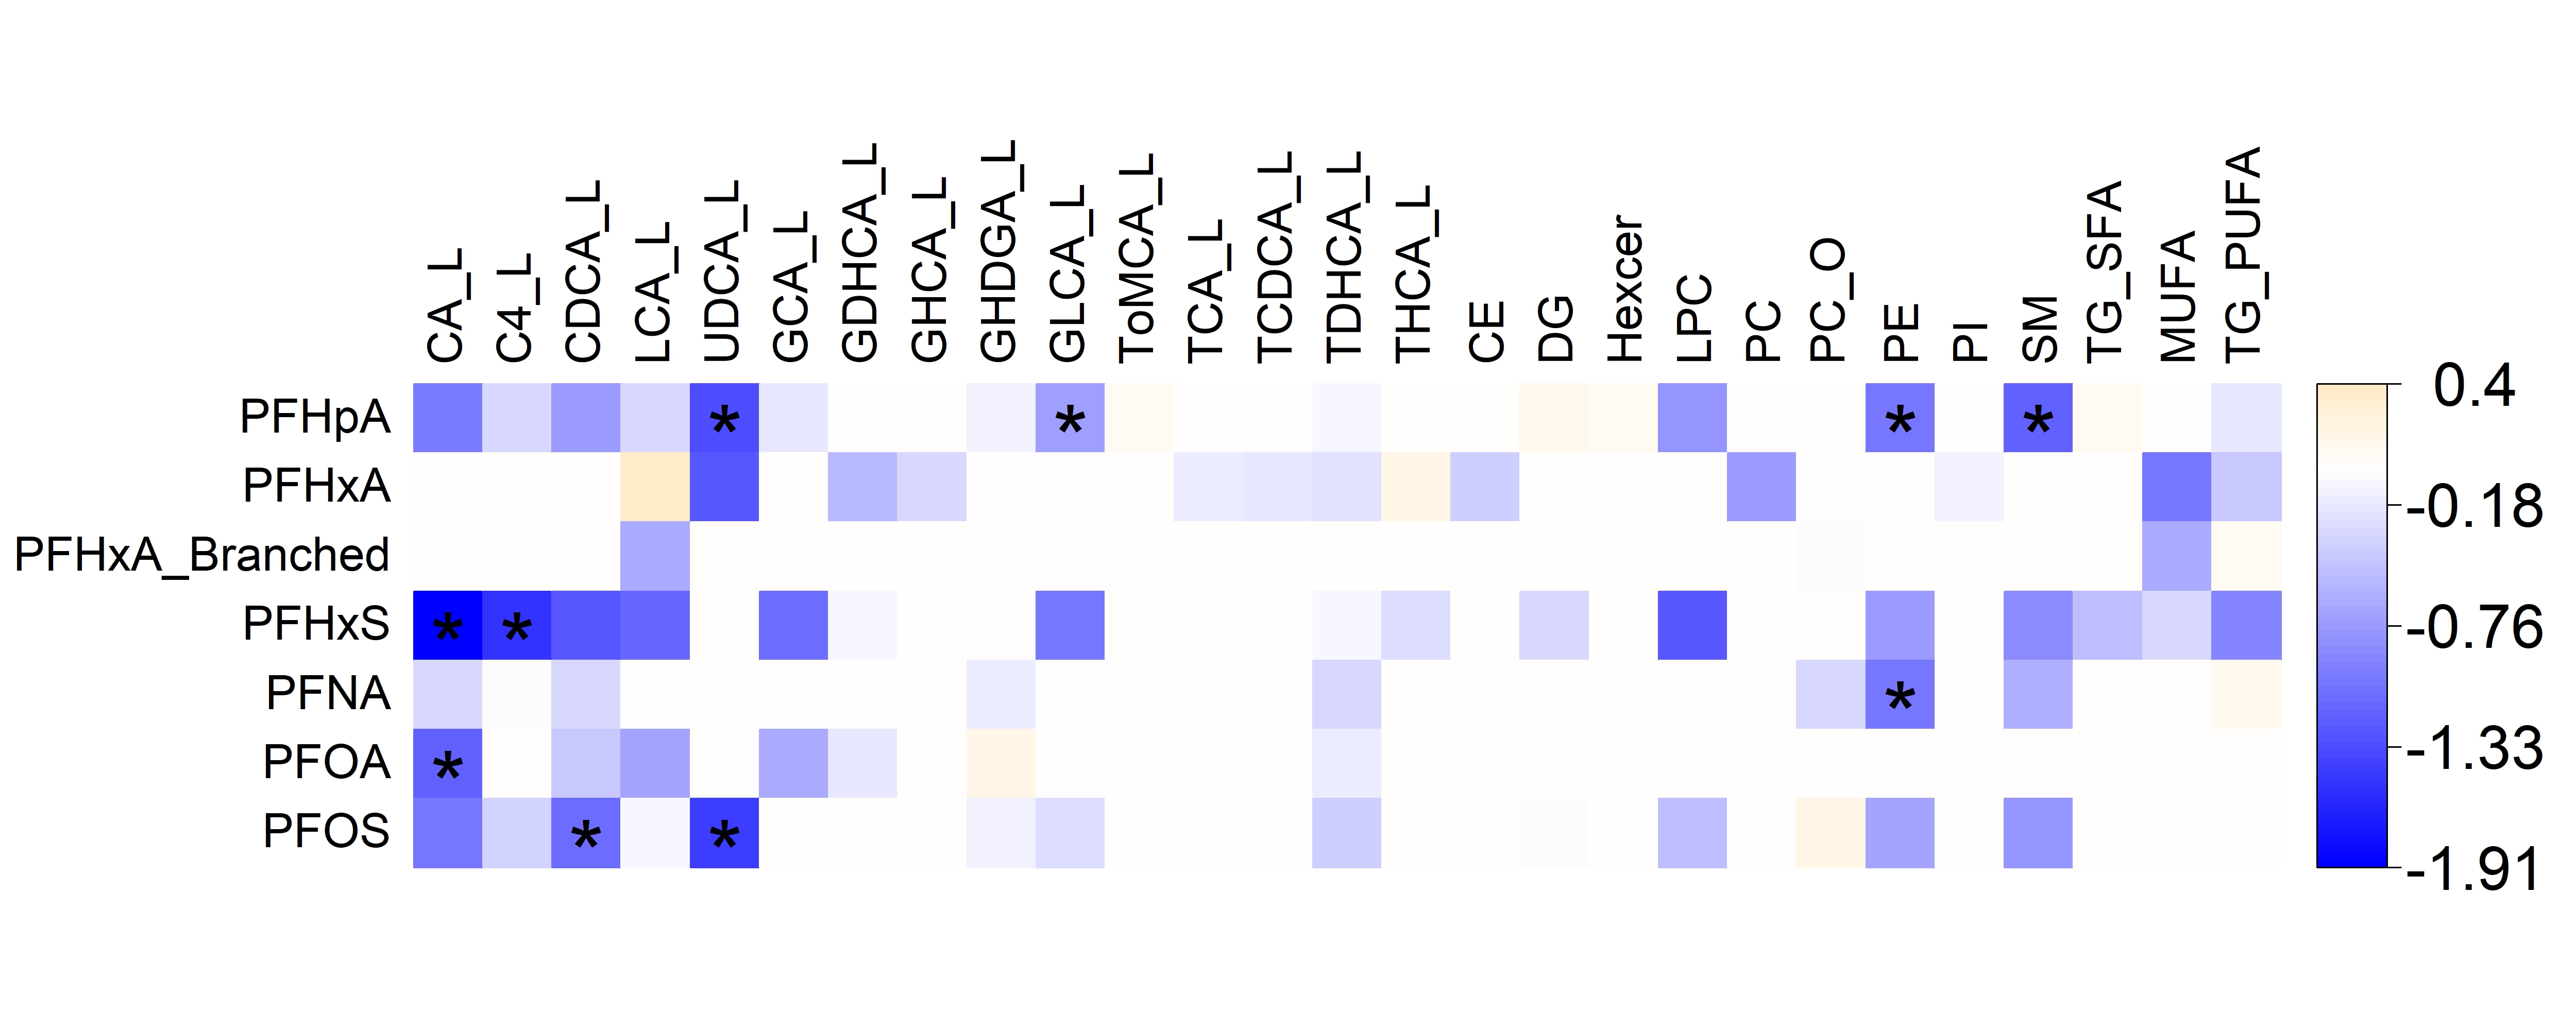 CA_L
C4_L
CDCA_L
LCA_L
UDCA_L
GCA_L
GDHCA_L
GHCA_L
GHDGA_L
GLCA_L
ToMCA_L
TCA_L
TCDCA_L
TDHCA_L
THCA_L
CE
DG
Hexcer
LPC
PC
PC_O
PE
PI
SM
TG_SFA
MUFA
TG_PUFA
PFHpA * * * *
PFHxA
PFHxA_Branched
PFHxS * *
PFNA *
PFOA *
PFOS * *
0.4
-0.18
-0.76
-1.33
-1.91